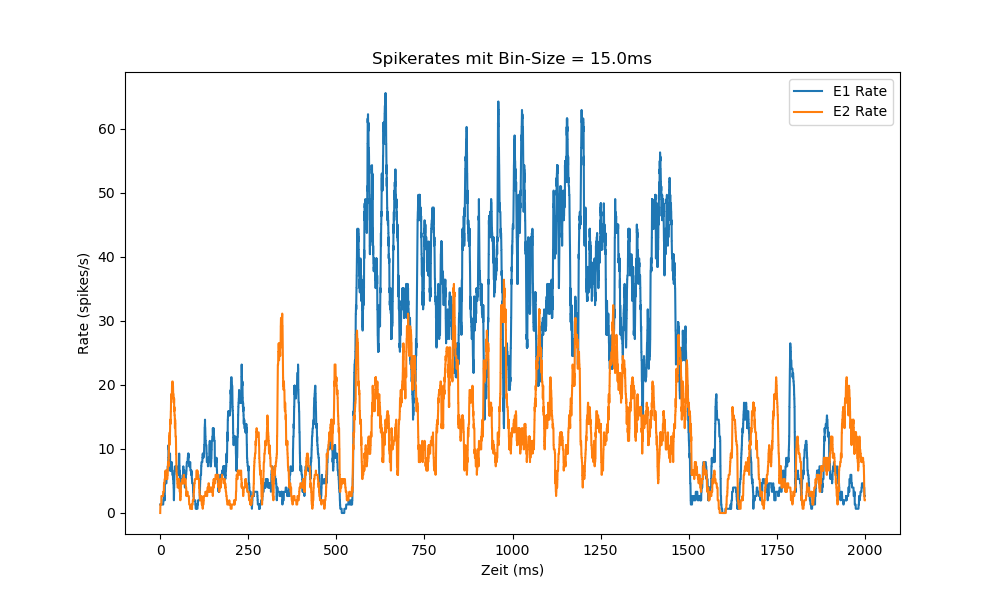 Spikerates mit Bin-Size = 15.0ms
E1 Rate
E2 Rate
Rate (spikes/s)
60
50
40
30
20
10
0
0 250 500 750 1000 1250 1500 1750 2000
Zeit (ms)